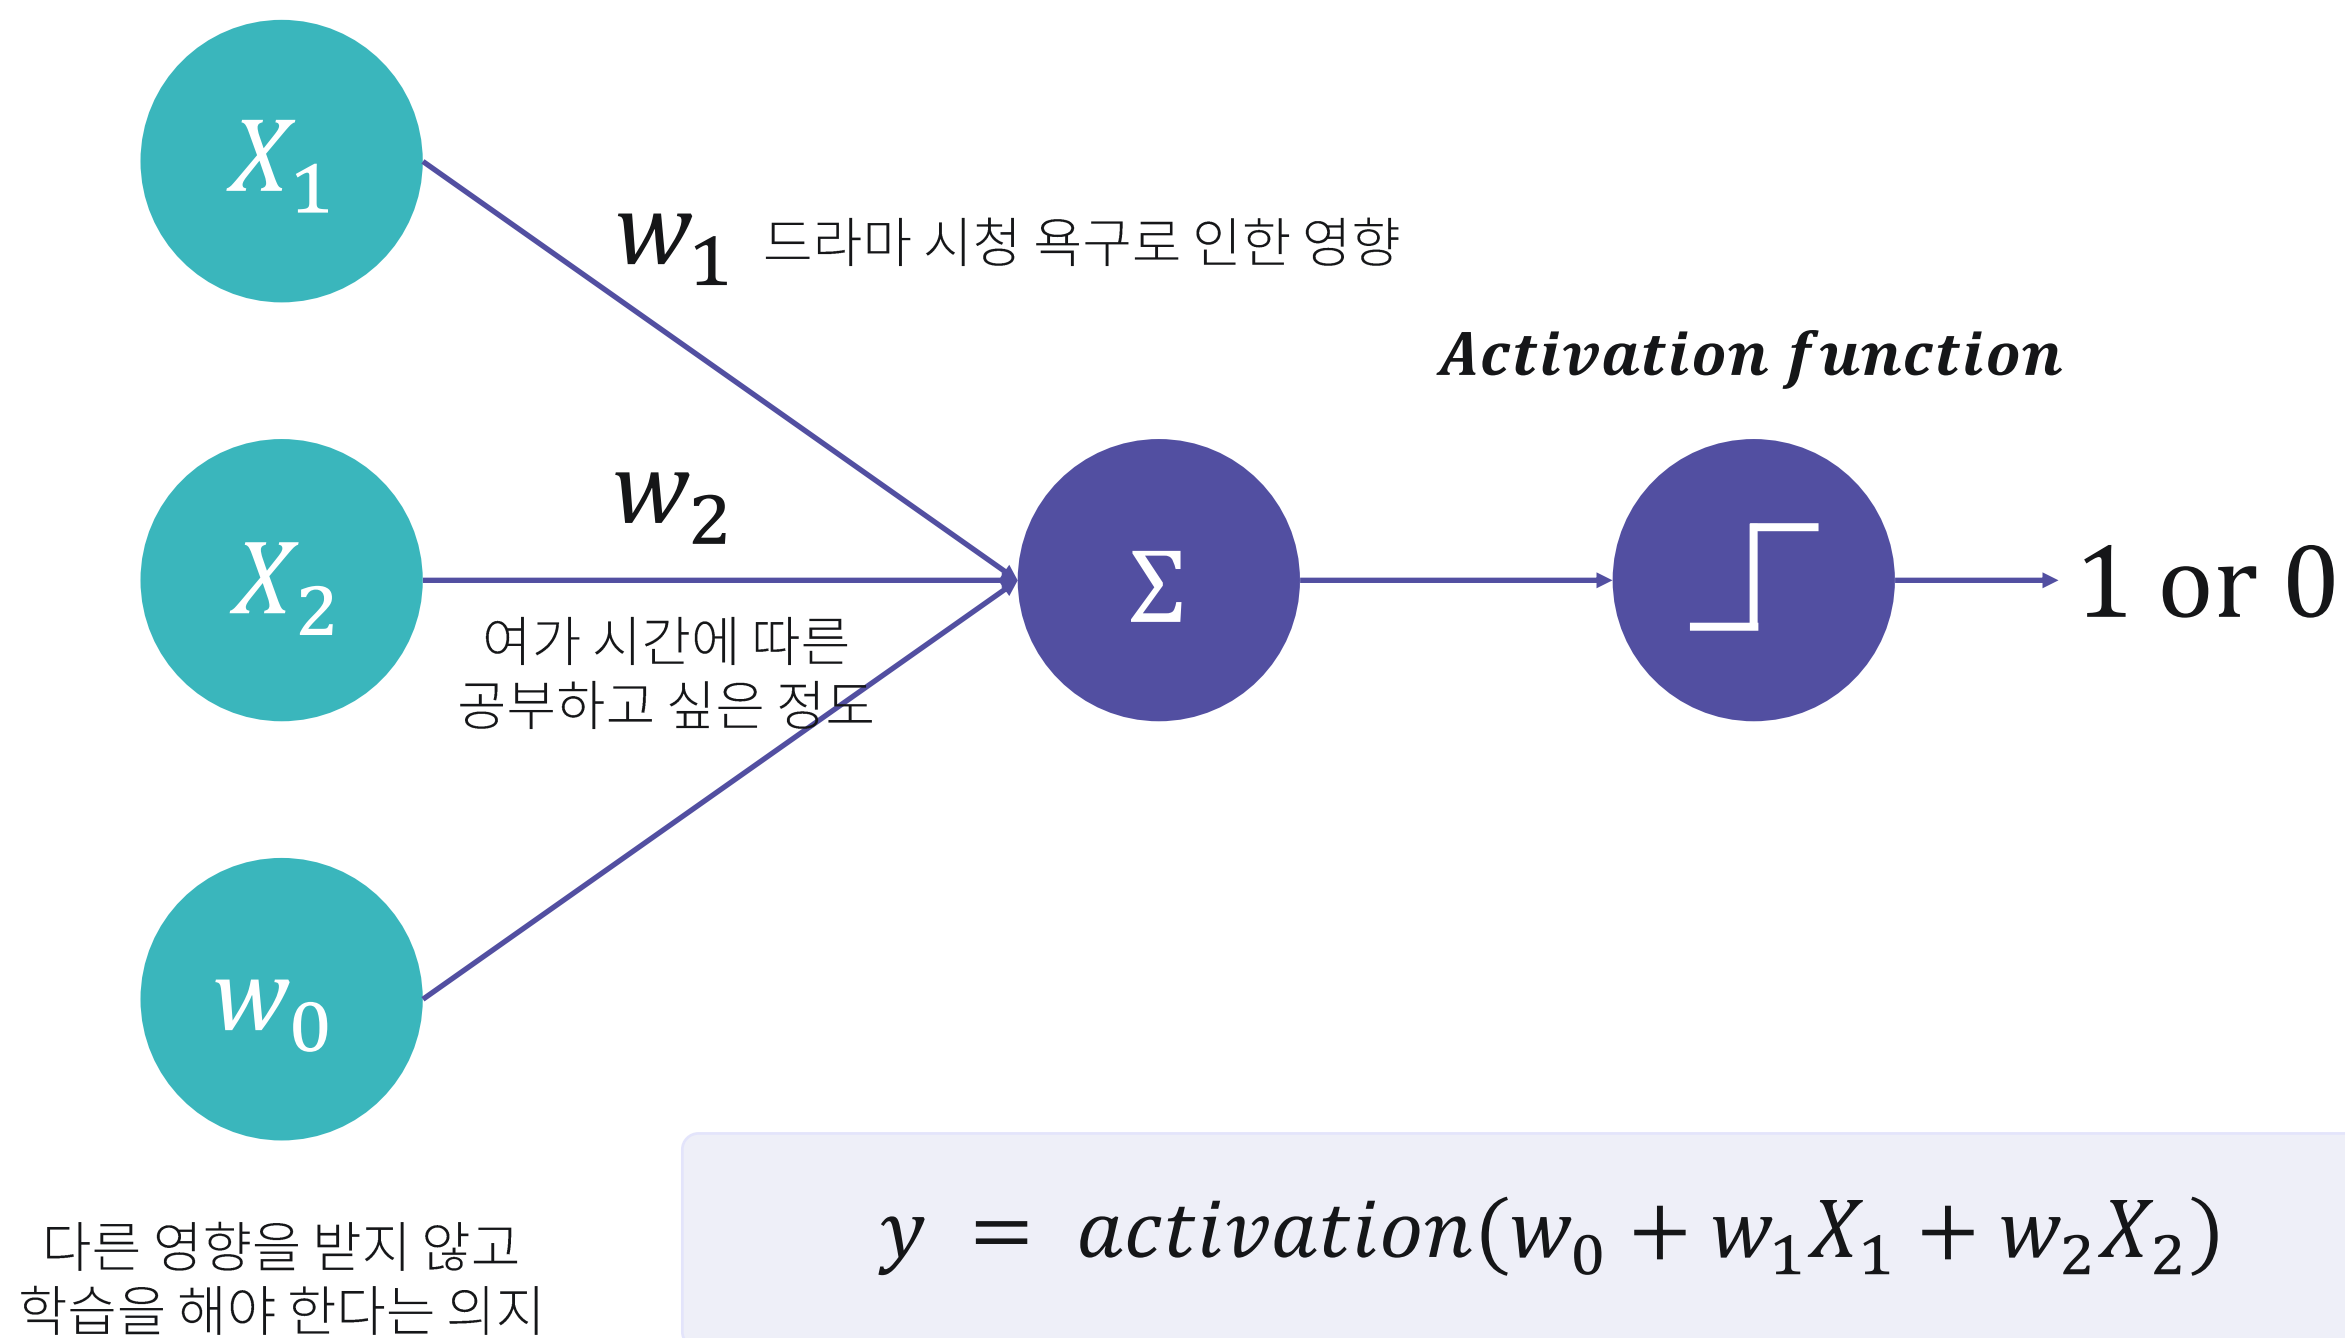 X₁
w₁ 드라마 시청 욕구로 인한 영향
Activation function
w₂
X₂
Σ
1 or 0
여가 시간에 따른
공부하고 싶은 정도
w₀
다른 영향을 받지 않고
학습을 해야 한다는 의지
y = activation(w₀ + w₁X₁ + w₂X₂)